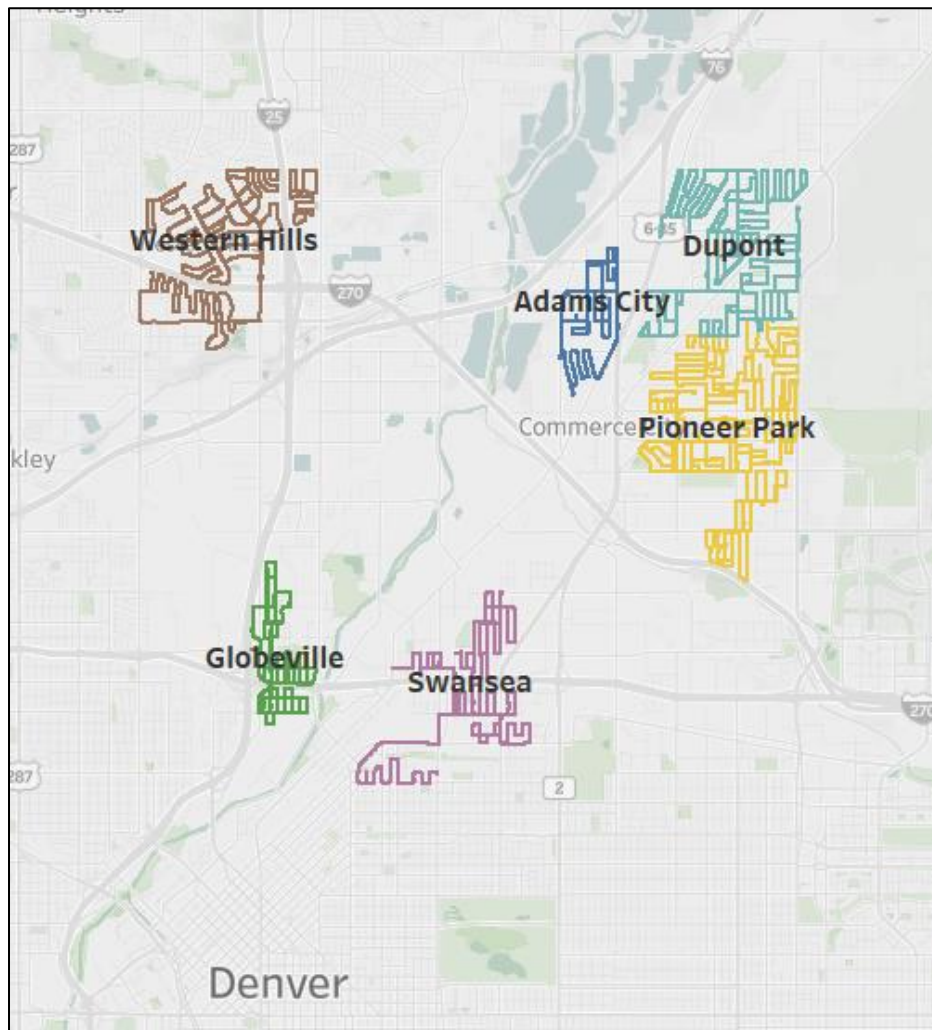 Heights
76
25
287
Western Hills
6-85
Dupont
270
Adams City
Commerce
Pioneer Park
kley
Globeville
Swansea
270
287
2
Denver